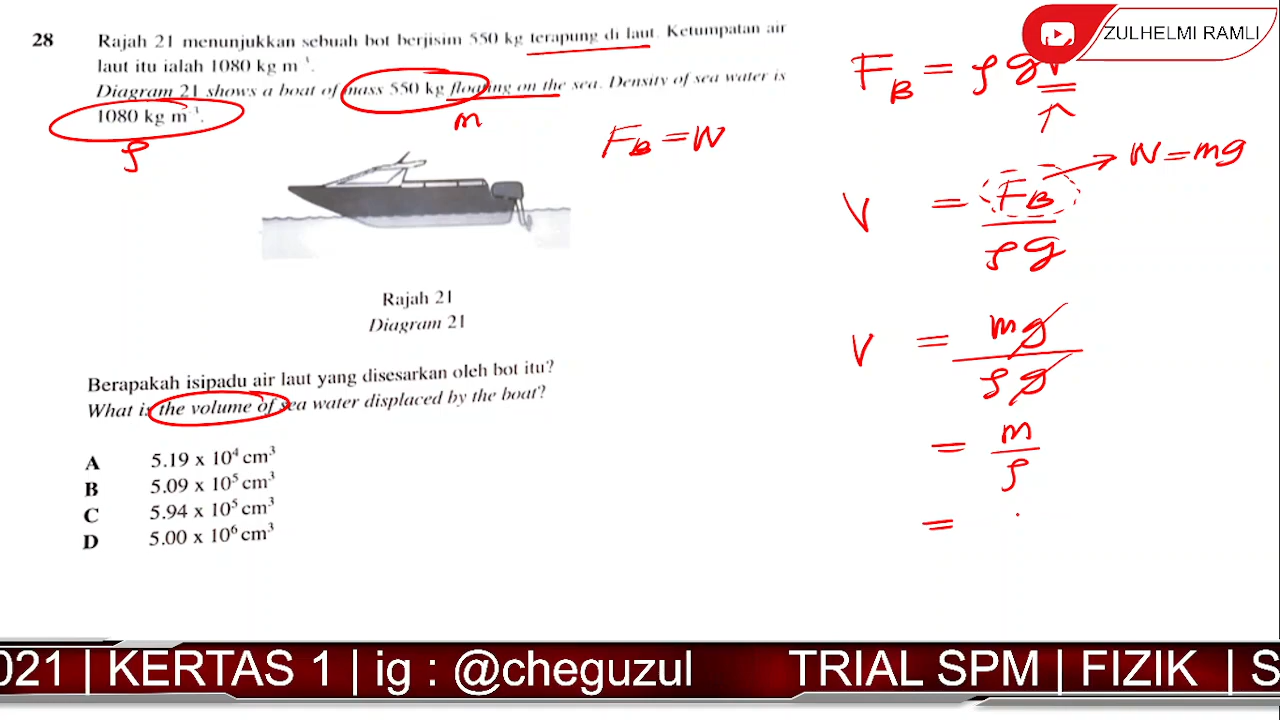 ZULHELMI RAMLI
28 Rajah 21 menunjukkan sebuah bot berjisim 550 kg terapung di laut. Ketumpatan air
laut itu ialah 1080 kg m⁻¹.
Diagram 21 shows a boat of mass 550 kg floating on the sea. Density of sea water is
1080 kg m⁻¹.
ρ
m
F_B = W
Rajah 21
Diagram 21
Berapakah isipadu air laut yang disesarkan oleh bot itu?
What is the volume of sea water displaced by the boat?
A 5.19 x 10⁴ cm³
B 5.09 x 10⁵ cm³
C 5.94 x 10⁵ cm³
D 5.00 x 10⁶ cm³
F_B = ρgV
W = mg
V = F_B / ρg
V = mg / ρg
= m / ρ
=
021 | KERTAS 1 | ig : @cheguzul TRIAL SPM | FIZIK | S